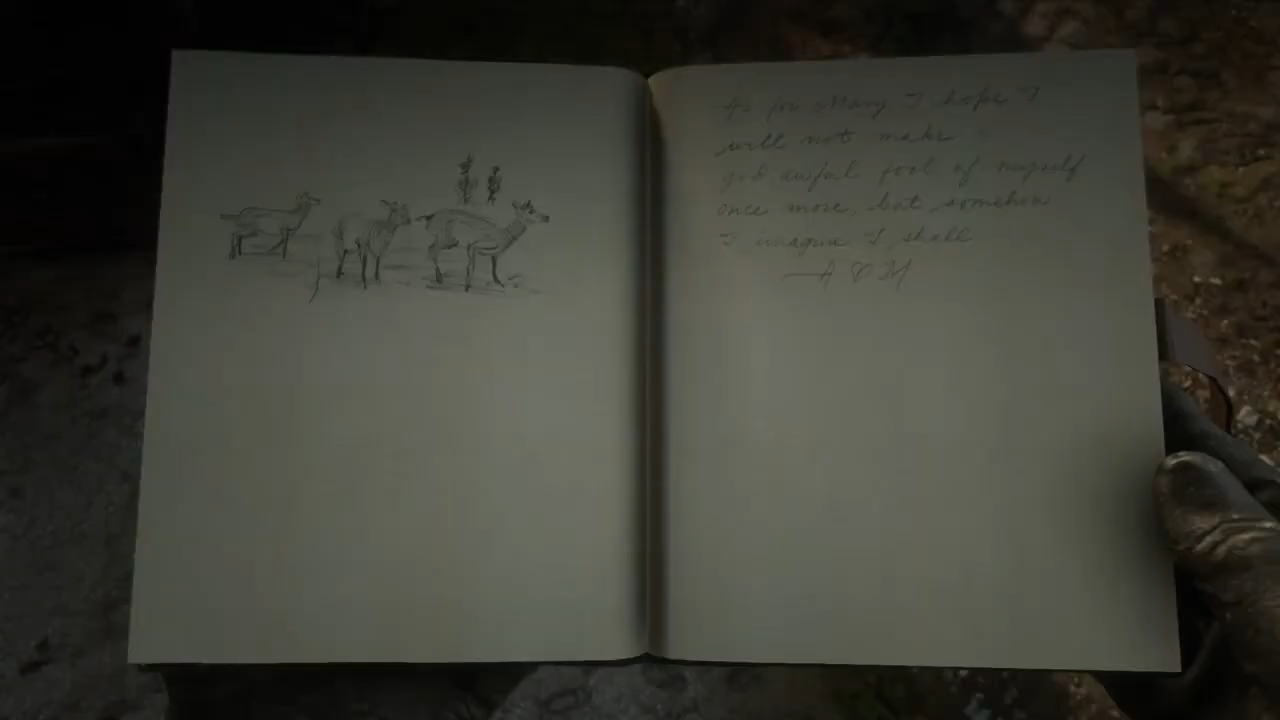 As for Mary I hope I
will not make
god awful fool of myself
once more, but somehow
I imagine I shall
—A ♡ M